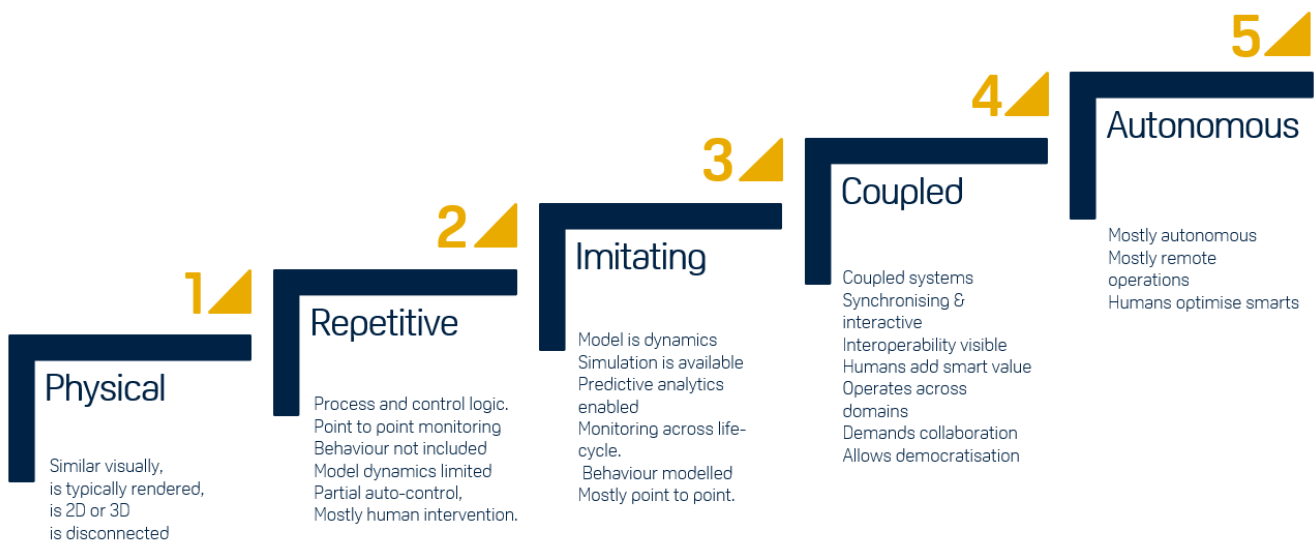 1
Physical
Similar visually,
is typically rendered,
is 2D or 3D
is disconnected
2
Repetitive
Process and control logic.
Point to point monitoring
Behaviour not included
Model dynamics limited
Partial auto-control,
Mostly human intervention.
3
Imitating
Model is dynamics
Simulation is available
Predictive analytics
enabled
Monitoring across life-
cycle.
Behaviour modelled
Mostly point to point.
4
Coupled
Coupled systems
Synchronising &
interactive
Interoperability visible
Humans add smart value
Operates across
domains
Demands collaboration
Allows democratisation
5
Autonomous
Mostly autonomous
Mostly remote
operations
Humans optimise smarts